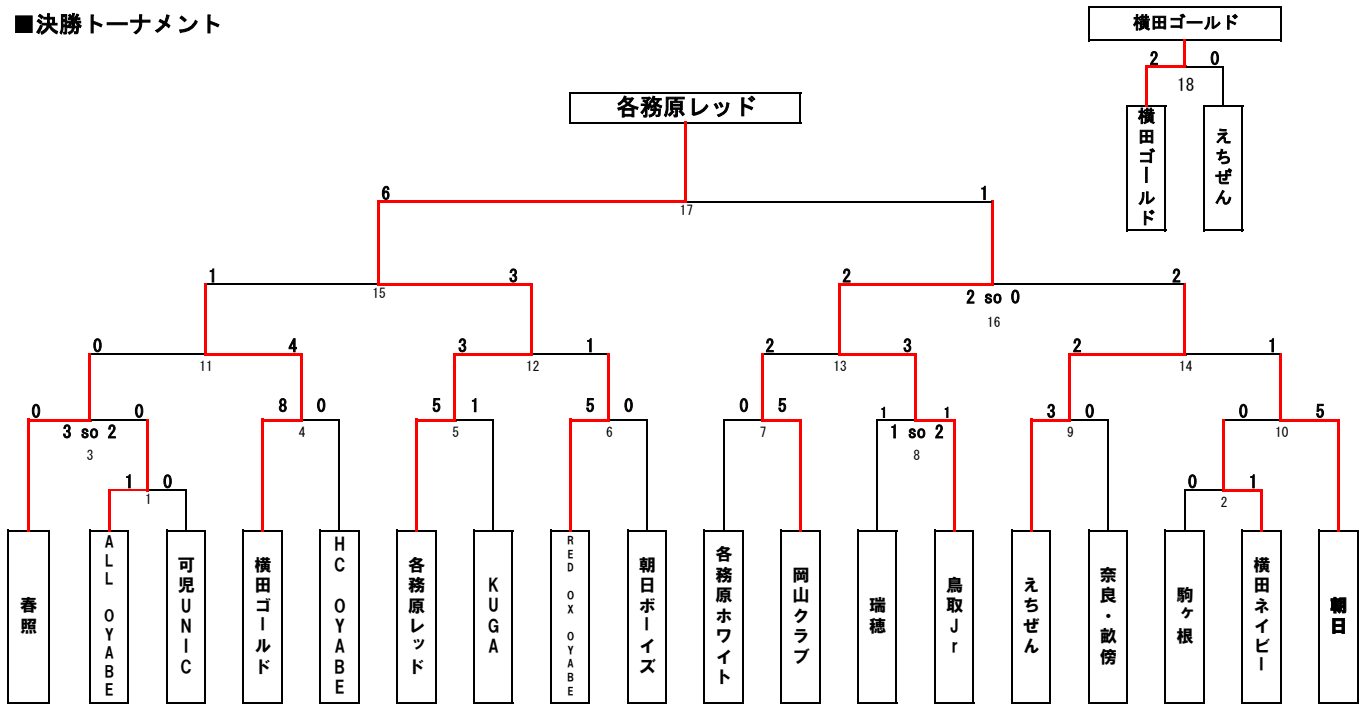 ■決勝トーナメント
横田ゴールド
2 0
18
横田ゴールド
えちぜん
各務原レッド
6 1
17
1 3 2 2
15
2 so 0
16
0 4 3 1 2 3 2 1
11 12 13 14
0 0 8 0 5 1 5 0 0 5 1 1 3 0 0 5
3 so 2 4 5 6 7 1 so 2 9 10
3 8
1 0 0 1
1 2
春照
ALL OYABE
可児UNIC
横田ゴールド
HC OYABE
各務原レッド
KUGA
RED OX OYABE
朝日ボーイズ
各務原ホワイト
岡山クラブ
瑞穂
鳥取Jr
えちぜん
奈良・畝傍
駒ヶ根
横田ネイビー
朝日